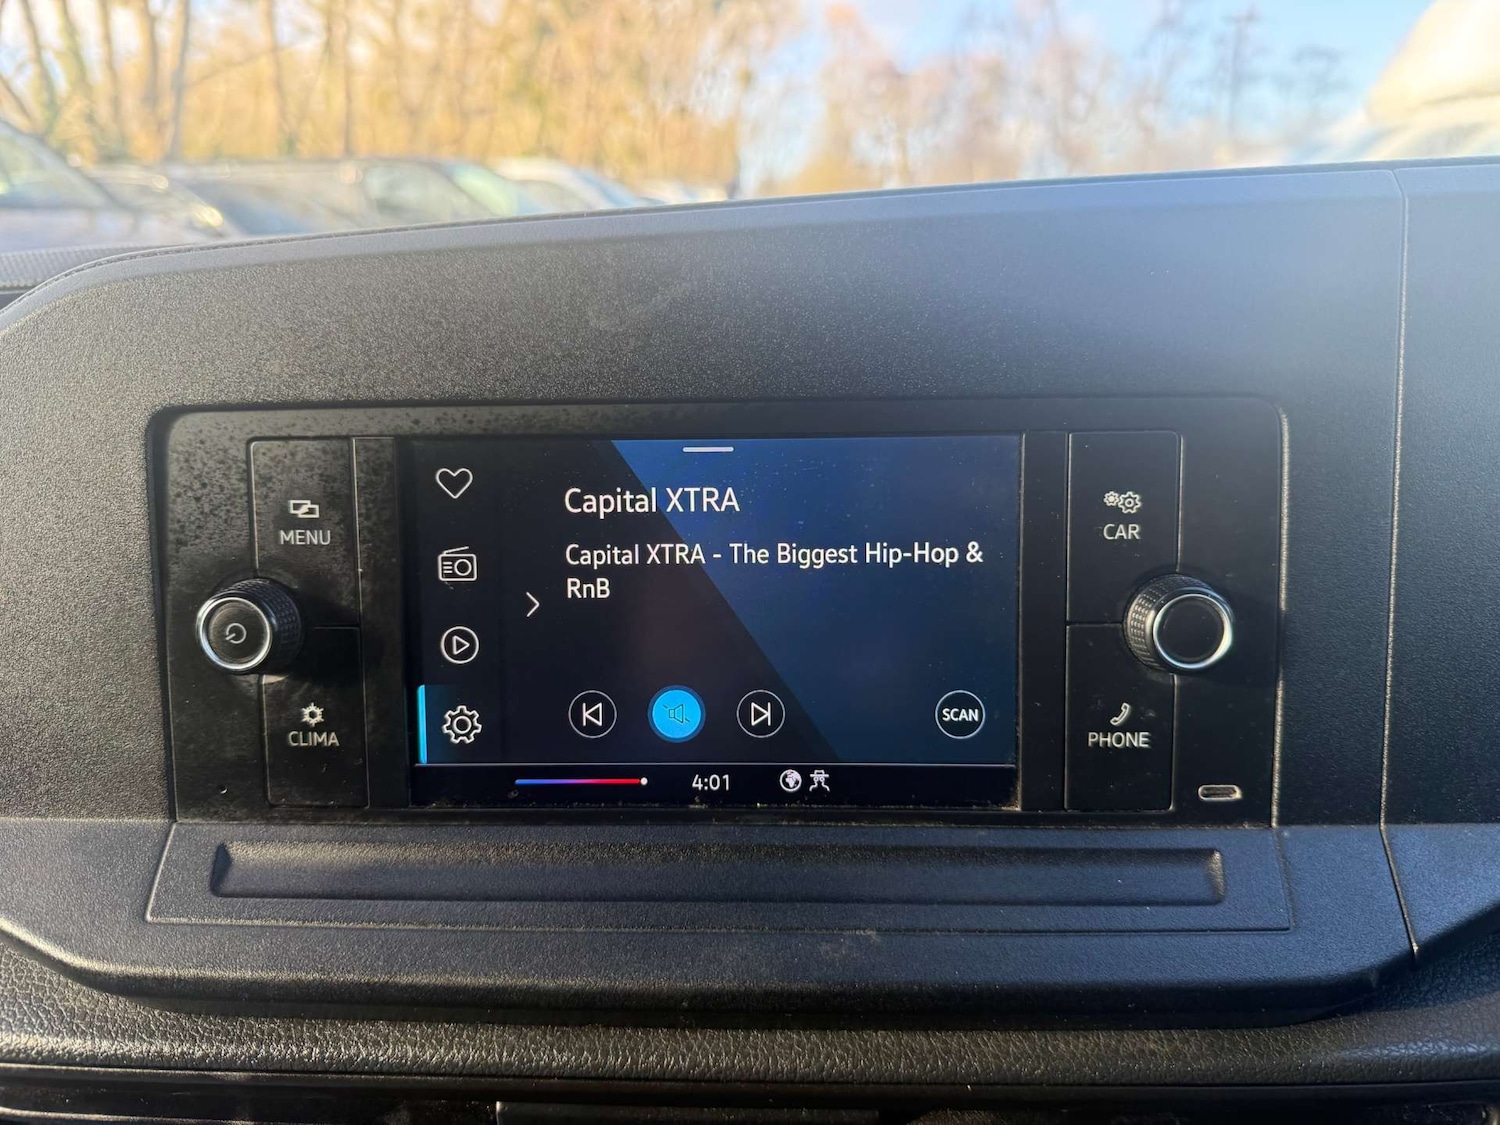 MENU
CLIMA
Capital XTRA
Capital XTRA - The Biggest Hip-Hop &
RnB
SCAN
4:01
CAR
PHONE